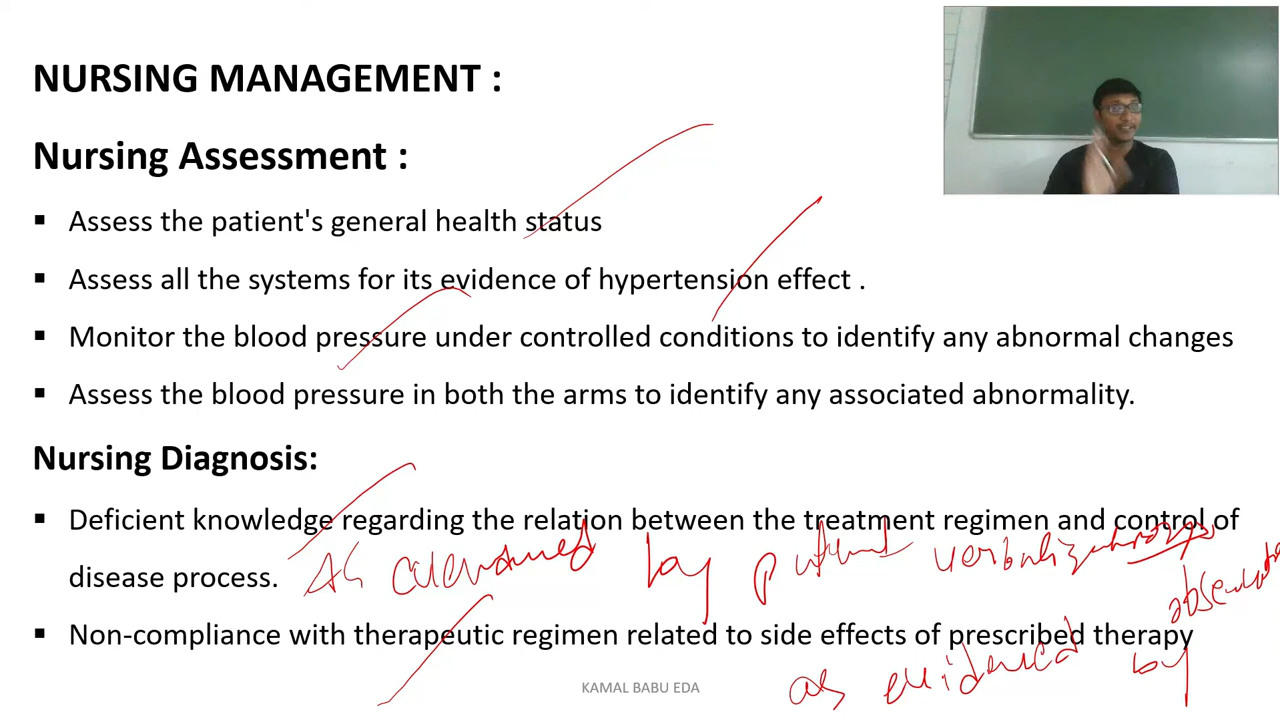 NURSING MANAGEMENT :
Nursing Assessment :
▪ Assess the patient's general health status
▪ Assess all the systems for its evidence of hypertension effect .
▪ Monitor the blood pressure under controlled conditions to identify any abnormal changes
▪ Assess the blood pressure in both the arms to identify any associated abnormality.
Nursing Diagnosis:
▪ Deficient knowledge regarding the relation between the treatment regimen and control of
disease process.
As evidenced by patient verbalization
▪ Non-compliance with therapeutic regimen related to side effects of prescribed therapy
as evidenced by
KAMAL BABU EDA